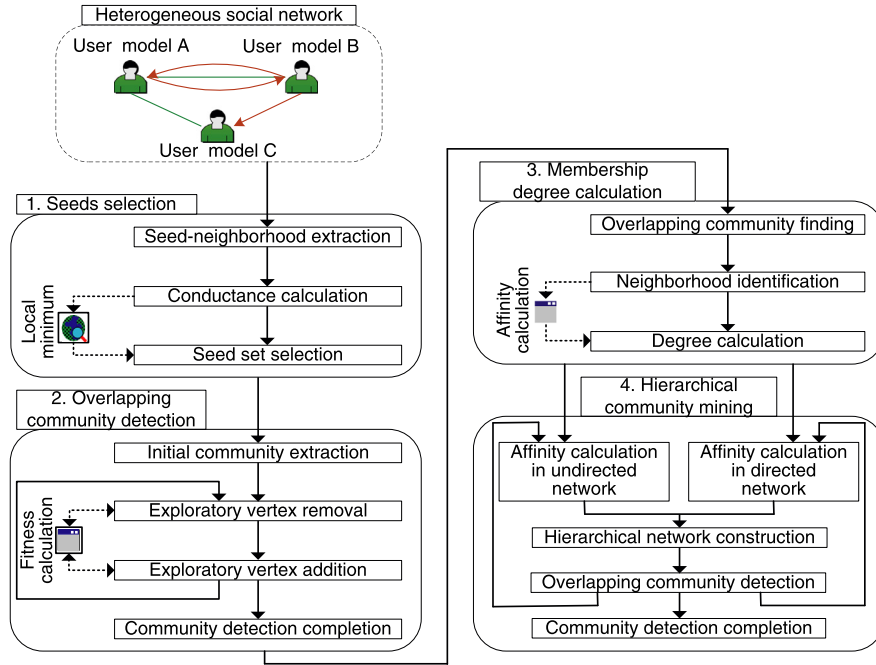 Heterogeneous social network
User model A
User model B
User model C
1. Seeds selection
Seed-neighborhood extraction
Conductance calculation
Seed set selection
Local
minimum
2. Overlapping
community detection
Initial community extraction
Exploratory vertex removal
Exploratory vertex addition
Community detection completion
Fitness
calculation
3. Membership
degree calculation
Overlapping community finding
Neighborhood identification
Degree calculation
Affinity
calculation
4. Hierarchical
community mining
Affinity calculation
in undirected
network
Affinity calculation
in directed
network
Hierarchical network construction
Overlapping community detection
Community detection completion